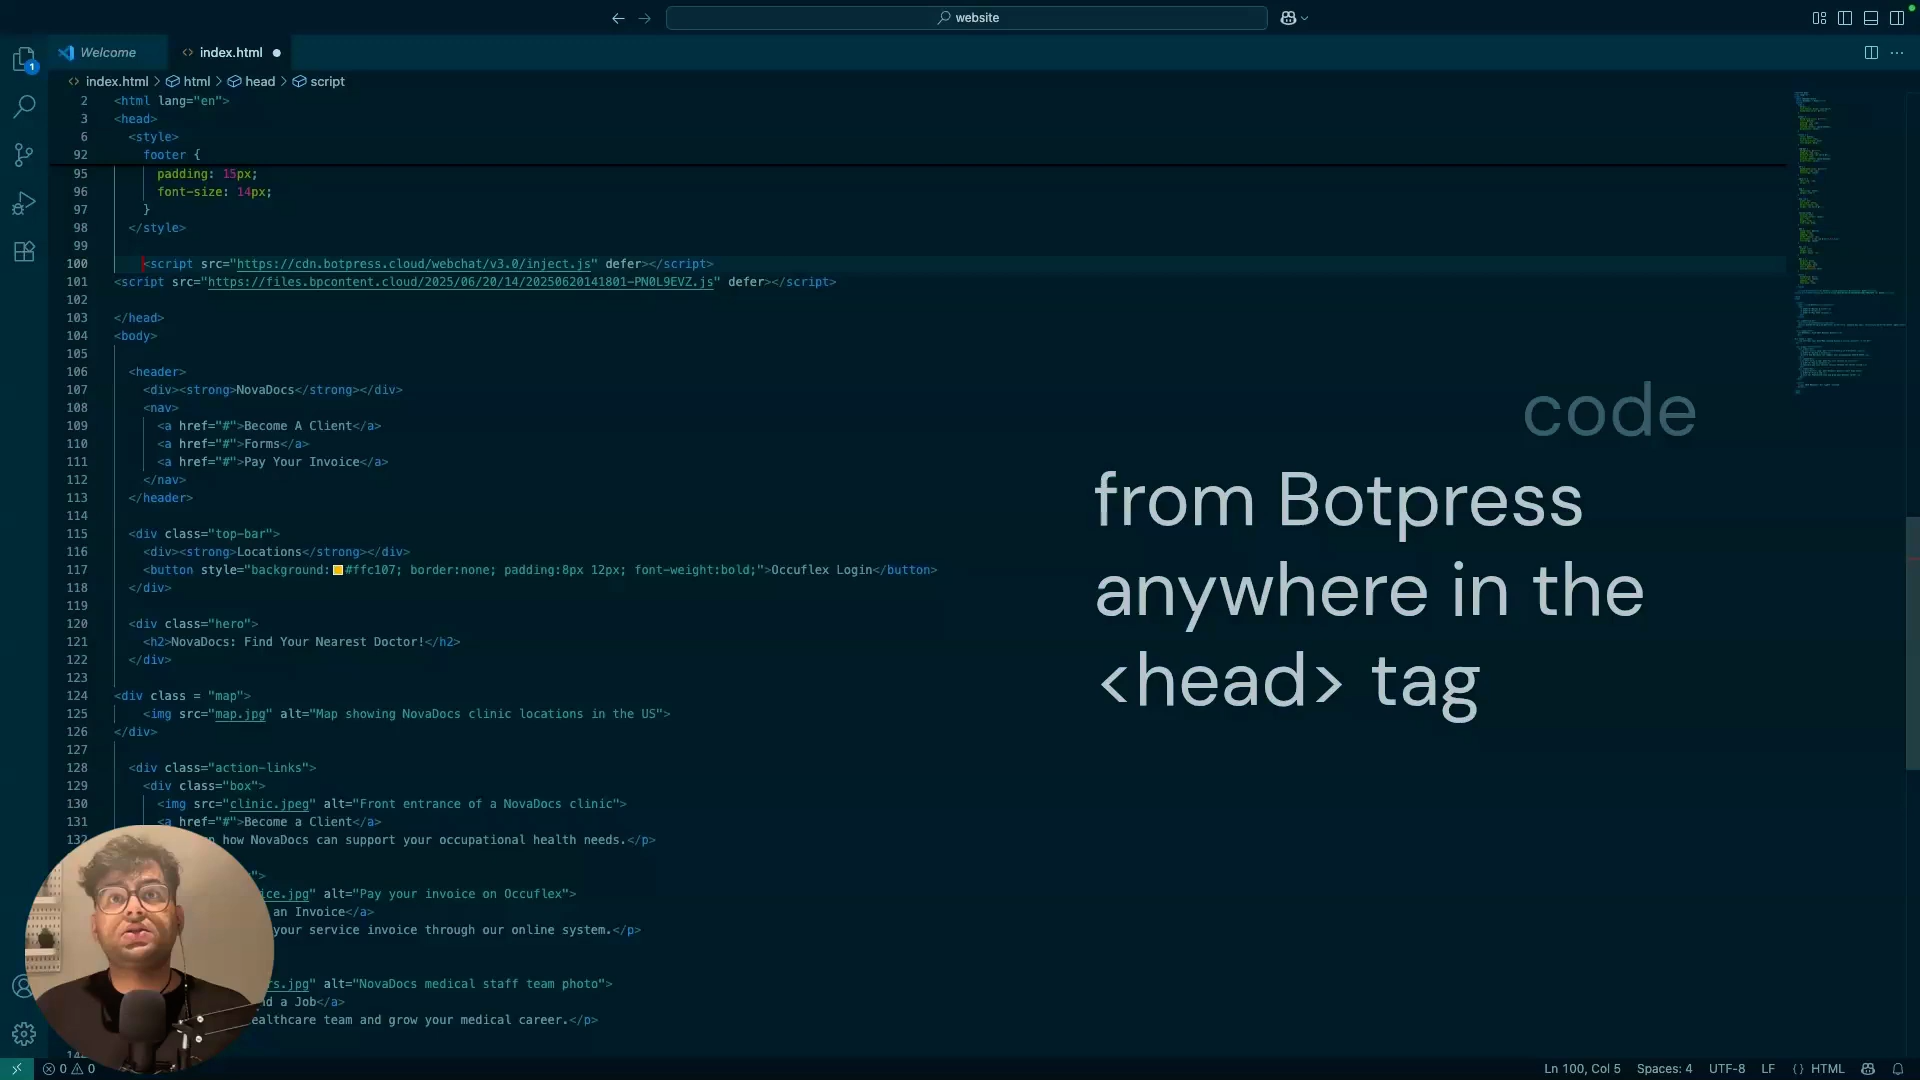 website
Welcome
index.html
index.html > html > head > script
2 <html lang="en">
3 <head>
6 <style>
92 footer {
95 padding: 15px;
96 font-size: 14px;
97 }
98 </style>
99
100 <script src="https://cdn.botpress.cloud/webchat/v3.0/inject.js" defer></script>
101 <script src="https://files.bpcontent.cloud/2025/06/20/14/20250620141801-PN0L9EVZ.js" defer></script>
102
103 </head>
104 <body>
105
106 <header>
107 <div><strong>NovaDocs</strong></div>
108 <nav>
109 <a href="#">Become A Client</a>
110 <a href="#">Forms</a>
111 <a href="#">Pay Your Invoice</a>
112 </nav>
113 </header>
114
115 <div class="top-bar">
116 <div><strong>Locations</strong></div>
117 <button style="background:#ffc107; border:none; padding:8px 12px; font-weight:bold;">Occuflex Login</button>
118 </div>
119
120 <div class="hero">
121 <h2>NovaDocs: Find Your Nearest Doctor!</h2>
122 </div>
123
124 <div class = "map">
125 <img src="map.jpg" alt="Map showing NovaDocs clinic locations in the US">
126 </div>
127
128 <div class="action-links">
129 <div class="box">
130 <img src="clinic.jpeg" alt="Front entrance of a NovaDocs clinic">
131 <a href="#">Become a Client</a>
132 how NovaDocs can support your occupational health needs.</p>
">
ice.jpg" alt="Pay your invoice on Occuflex">
an Invoice</a>
your service invoice through our online system.</p>
rs.jpg" alt="NovaDocs medical staff team photo">
d a Job</a>
ealthcare team and grow your medical career.</p>
code
from Botpress
anywhere in the
<head> tag
1
0 0
Ln 100, Col 5 Spaces: 4 UTF-8 LF {} HTML